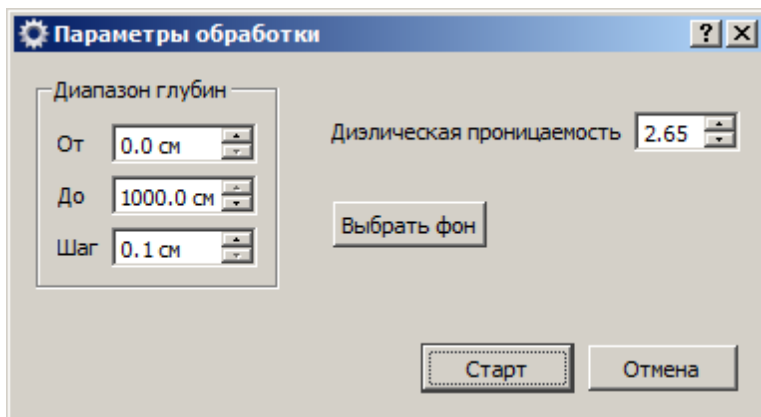 Параметры обработки
Диапазон глубин
От 0.0 см
До 1000.0 см
Шаг 0.1 см
Диэлическая проницаемость 2.65
Выбрать фон
Старт Отмена